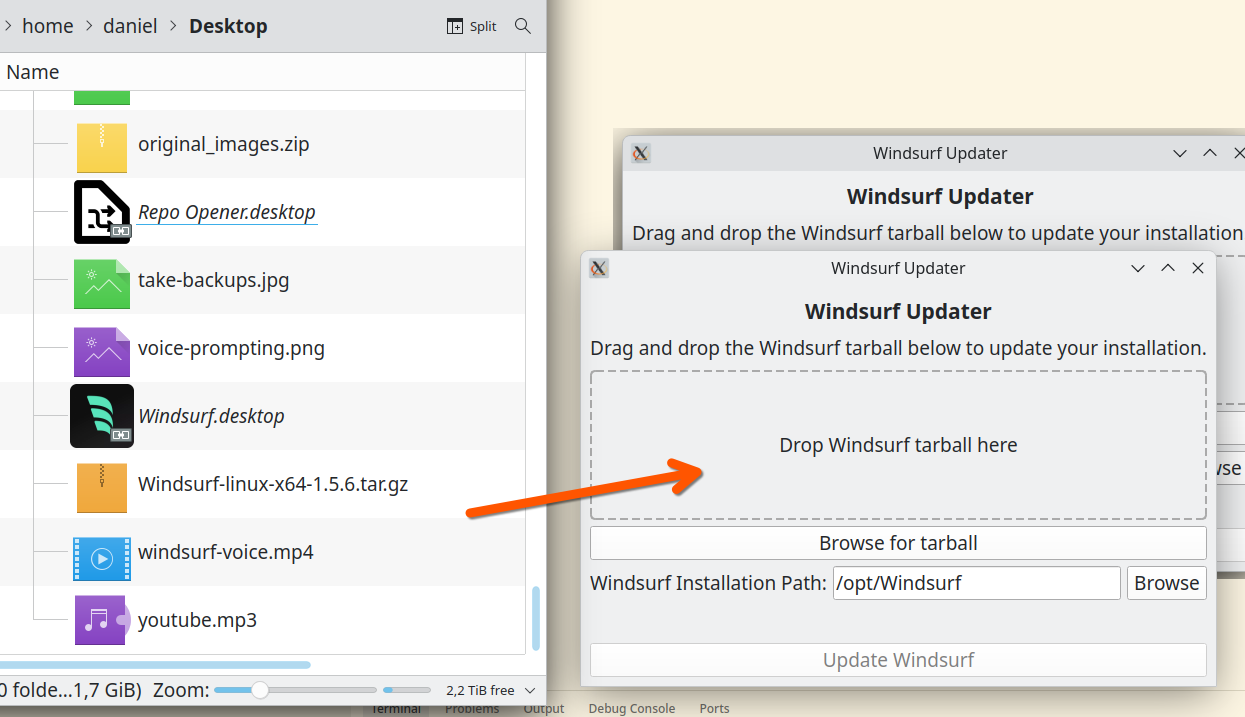 home
daniel
Desktop
Split
Name
original_images.zip
Repo Opener.desktop
take-backups.jpg
voice-prompting.png
Windsurf.desktop
Windsurf-linux-x64-1.5.6.tar.gz
windsurf-voice.mp4
youtube.mp3
0 folde...1,7 GiB)
Zoom:
2,2 TiB free
Windsurf Updater
Windsurf Updater
Drag and drop the Windsurf tarball below to update your installation
Windsurf Updater
Windsurf Updater
Drag and drop the Windsurf tarball below to update your installation.
Drop Windsurf tarball here
Browse for tarball
Windsurf Installation Path: /opt/Windsurf Browse
Update Windsurf
Terminal Problems Output Debug Console Ports